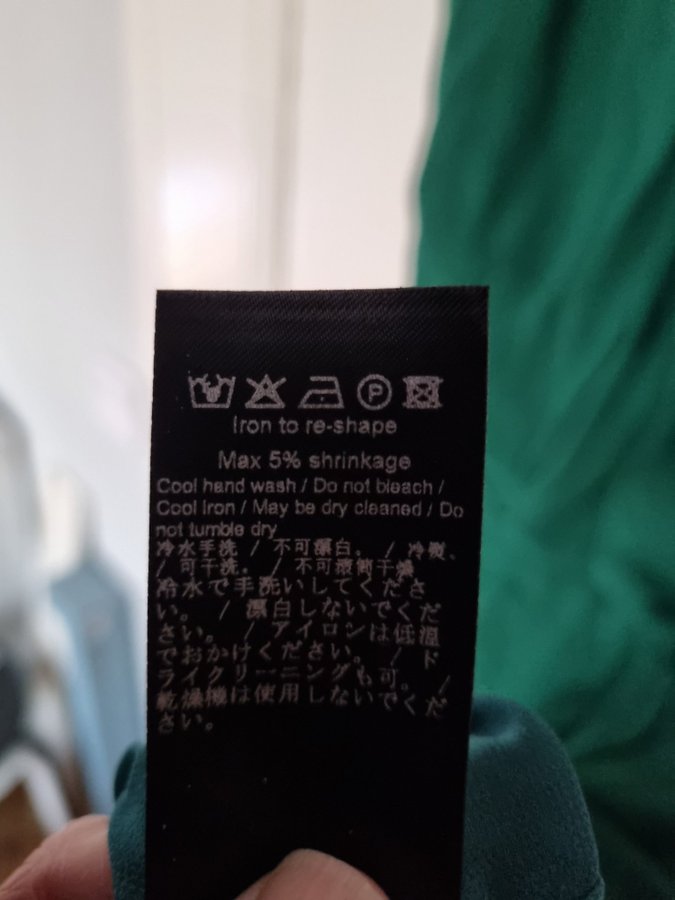 P
Iron to re-shape
Max 5% shrinkage
Cool hand wash / Do not bleach /
Cool Iron / May be dry cleaned / Do
not tumble dry
冷水手洗 / 不可漂白。 / 冷熨、
/ 可干洗。 / 不可滚筒干燥
冷水で手洗いしてくださ
い。 / 漂白しないでくだ
さい。 / アイロンは低温
でおかけください。 / ド
ライクリーニングも可。 /
乾燥機は使用しないでくだ
さい。